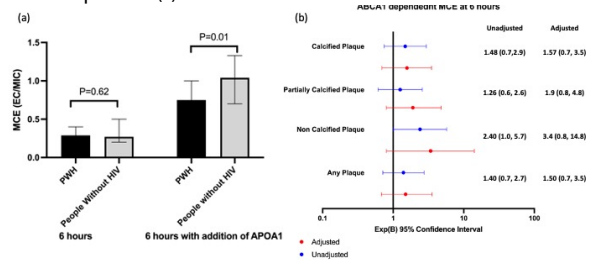 (a)
MCE (EC/MIC)
1.5
1.0
0.5
0.0
P=0.62
P=0.01
PWH
People Without HIV
PWH
People Without HIV
6 hours
6 hours with addition of APOA1
(b)
ABCA1 dependednt MCE at 6 hours
Unadjusted Adjusted
Calcified Plaque 1.48 (0.7,2.9) 1.57 (0.7, 3.5)
Partially Calcified Plaque 1.26 (0.6, 2.6) 1.9 (0.8, 4.8)
Non Calcified Plaque 2.40 (1.0, 5.7) 3.4 (0.8, 14.8)
Any Plaque 1.40 (0.7, 2.7) 1.50 (0.7, 3.5)
0.1 1 10 100
Exp(B) 95% Confidence Interval
Adjusted
Unadjusted